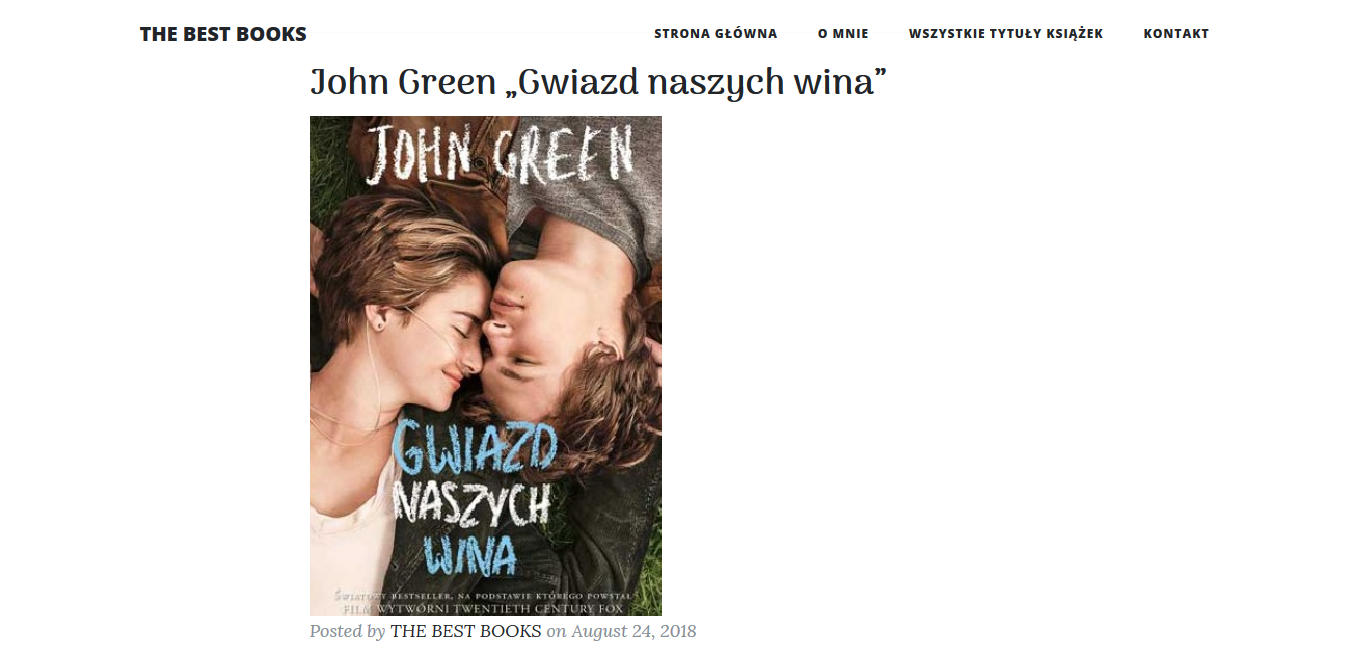 THE BEST BOOKS
STRONA GŁÓWNA O MNIE WSZYSTKIE TYTUŁY KSIĄŻEK KONTAKT
John Green „Gwiazd naszych wina”
JOHN GREEN
GWIAZD
NASZYCH
WINA
ŚWIATOWY BESTSELLER, NA PODSTAWIE KTÓREGO POWSTAŁ
FILM WYTWÓRNI TWENTIETH CENTURY FOX
Posted by THE BEST BOOKS on August 24, 2018